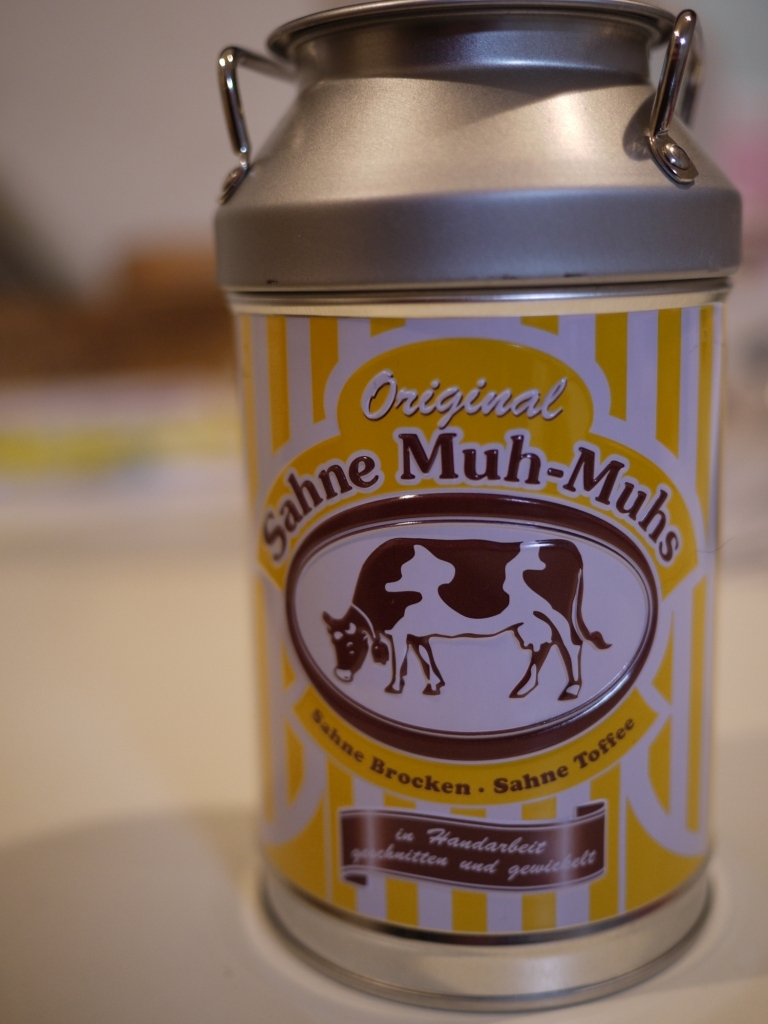 Original
Sahne Muh-Muhs
Sahne Brocken · Sahne Toffee
in Handarbeit
geschnitten und gewickelt